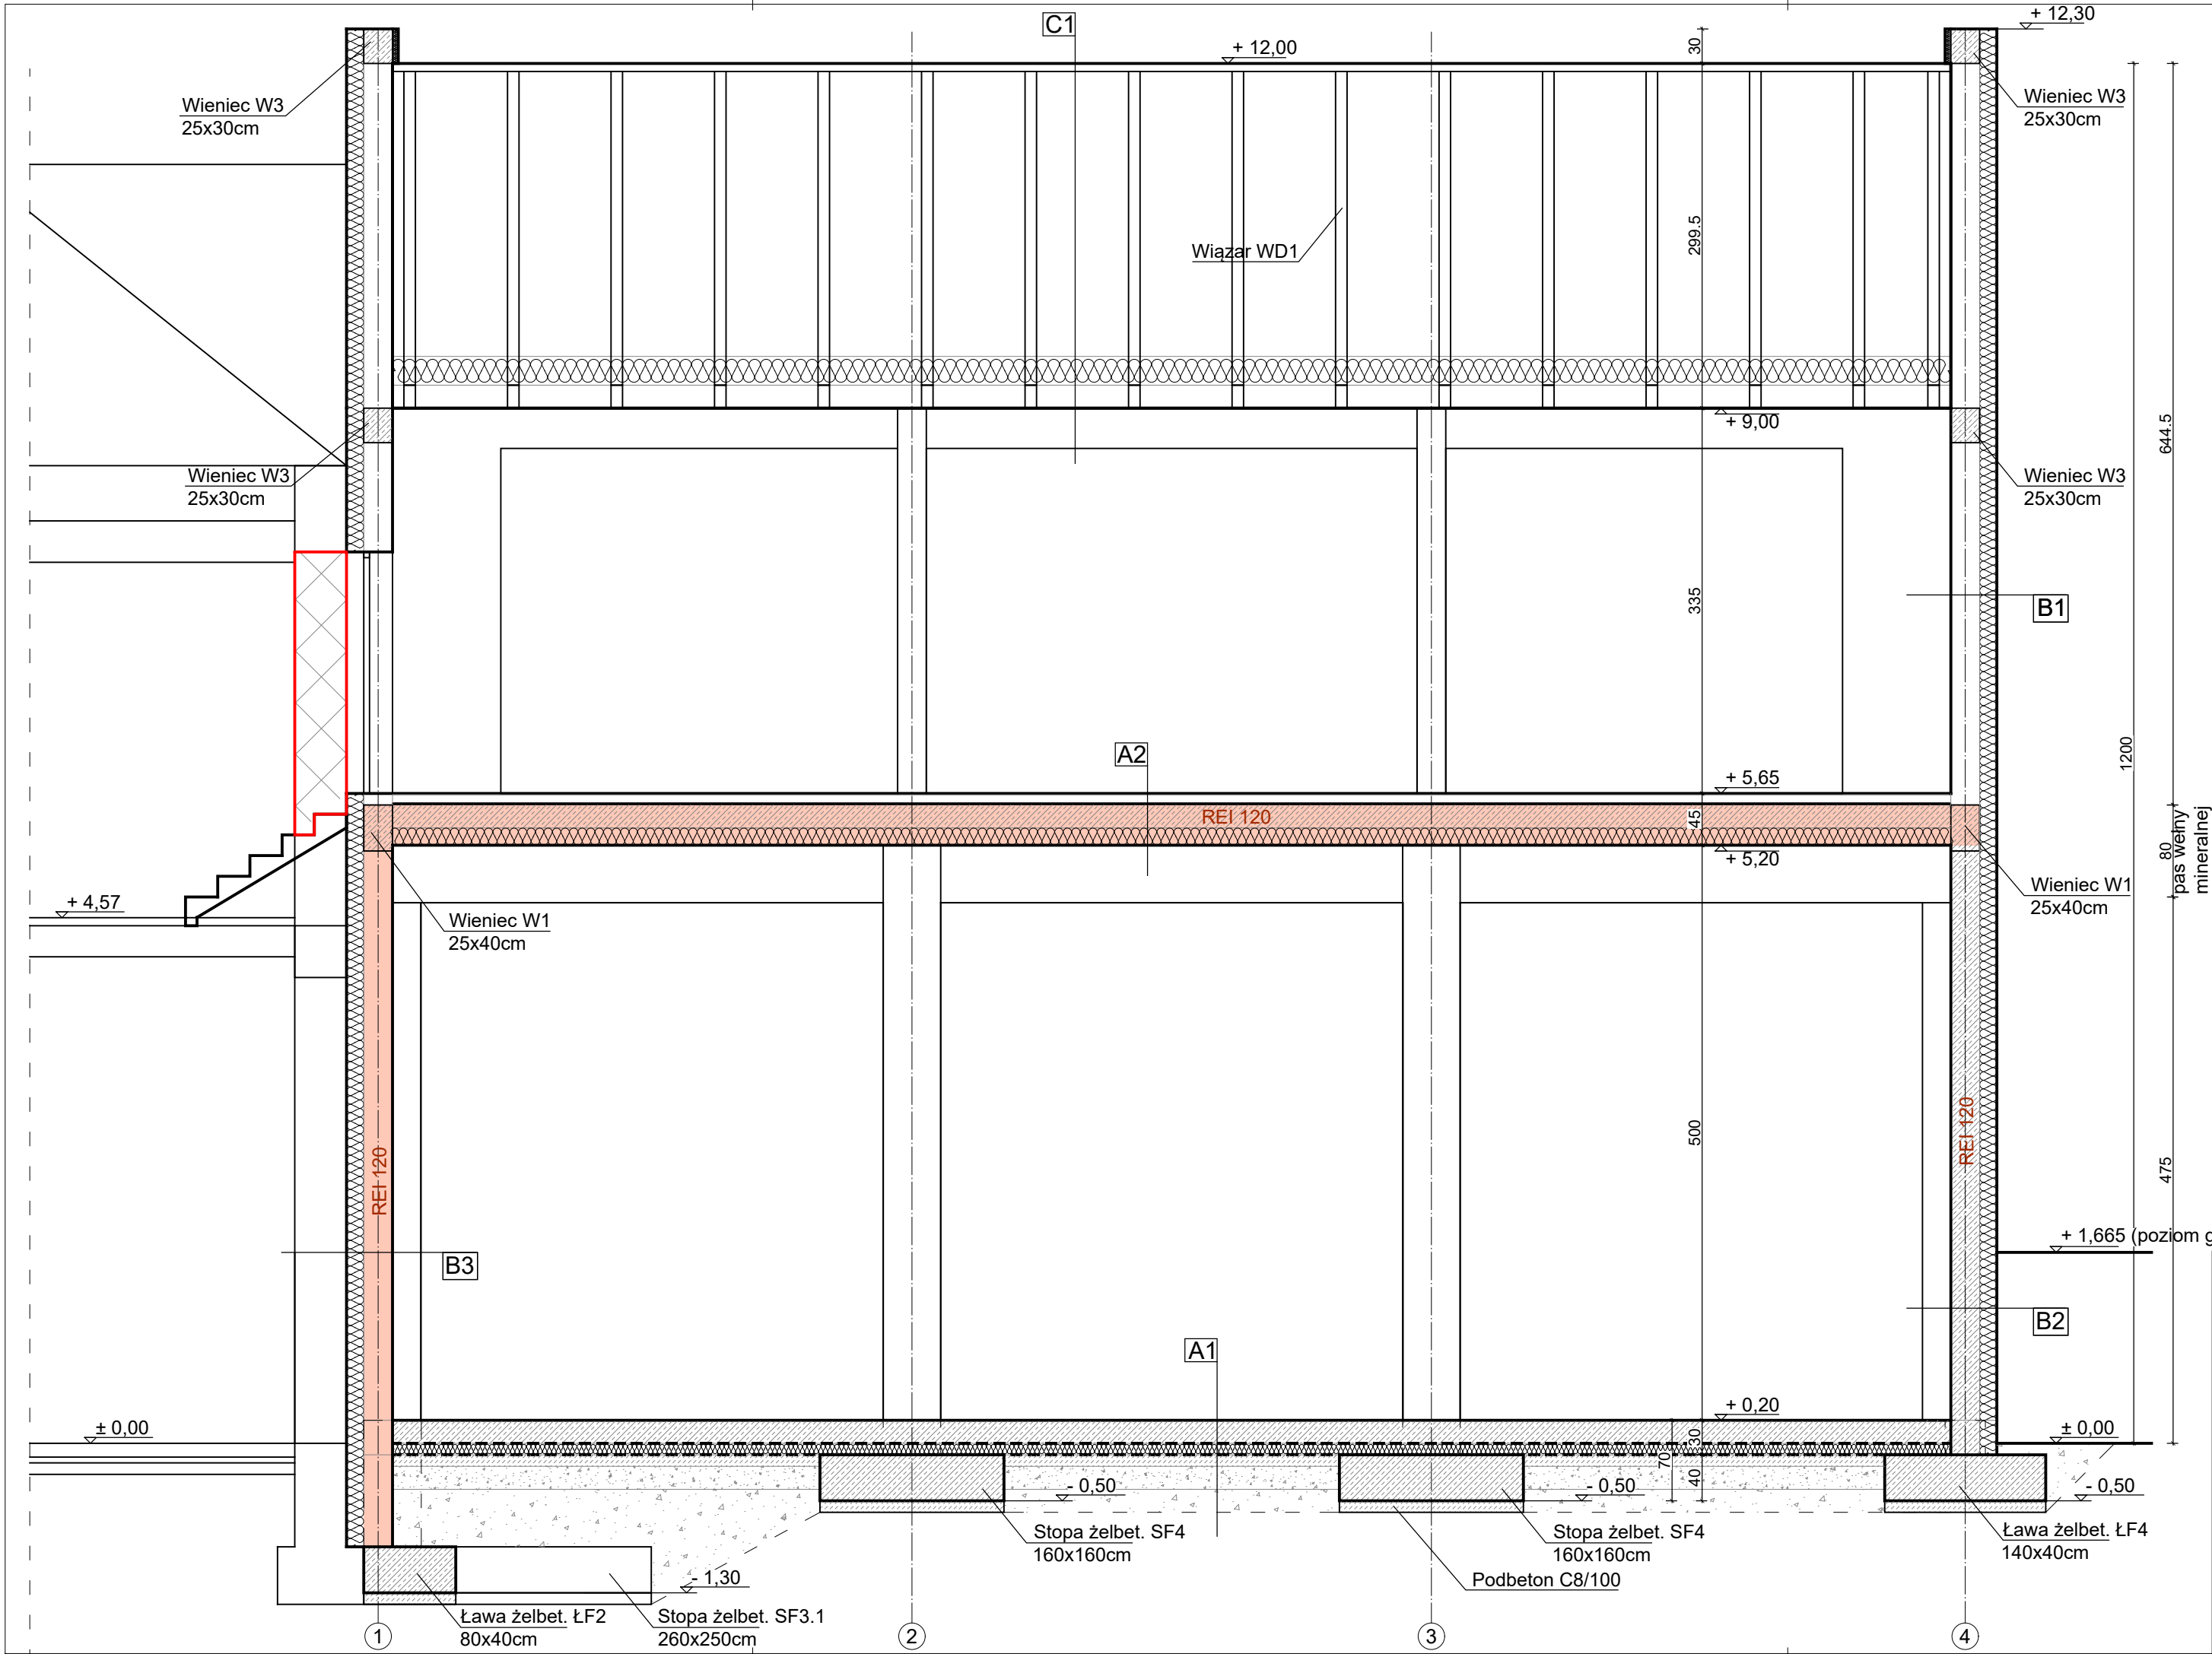 C1
+ 12,30
+ 12,00
30
Wieniec W3
25x30cm
Wieniec W3
25x30cm
299.5
Wiązar WD1
+ 9,00
644.5
Wieniec W3
25x30cm
Wieniec W3
25x30cm
335
B1
A2
1200
+ 5,65
REI 120
45
80
pas wełny
mineralnej
+ 5,20
Wieniec W1
25x40cm
+ 4,57
Wieniec W1
25x40cm
500
REI 120
REI 120
475
+ 1,665 (poziom g
B3
B2
A1
+ 0,20
± 0,00
± 0,00
30
70
40
- 0,50
- 0,50
- 0,50
Stopa żelbet. SF4
160x160cm
Stopa żelbet. SF4
160x160cm
Ława żelbet. ŁF4
140x40cm
- 1,30
Podbeton C8/100
Ława żelbet. ŁF2
80x40cm
Stopa żelbet. SF3.1
260x250cm
1
2
3
4